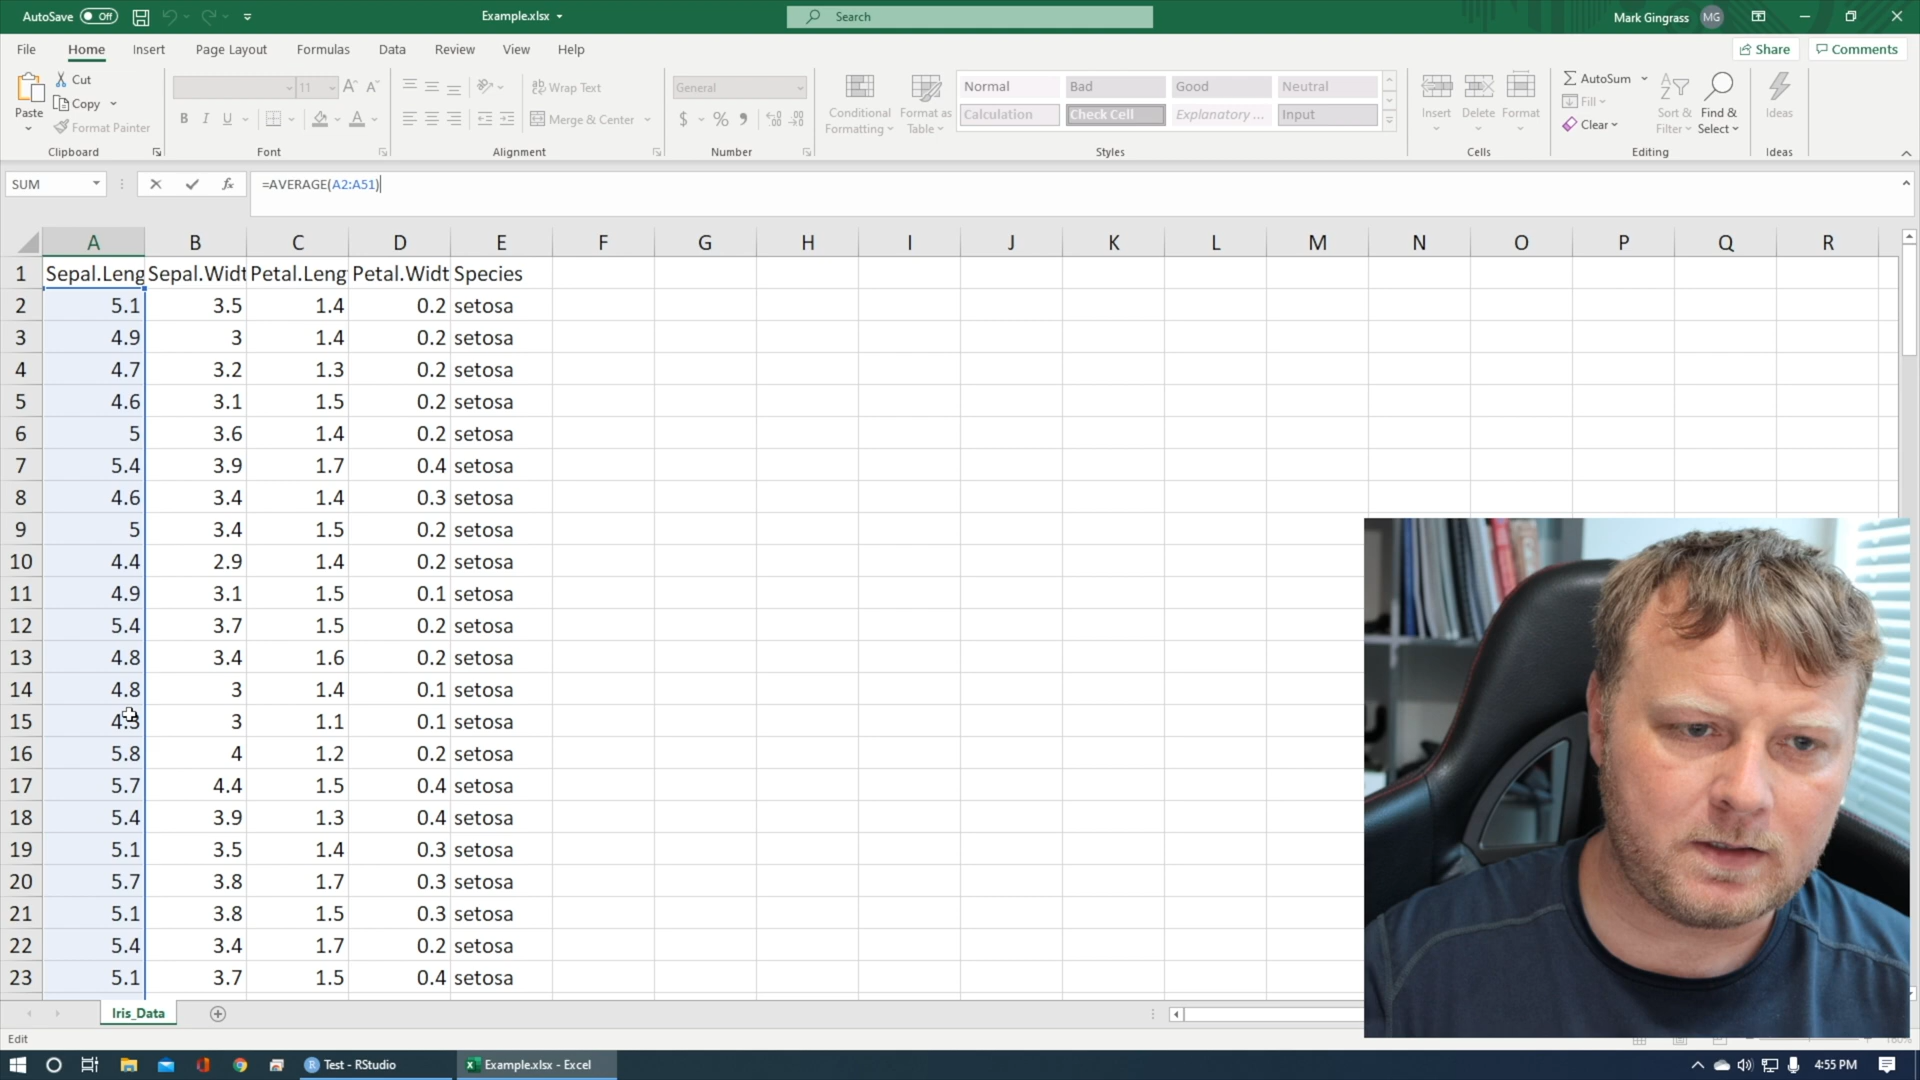 AutoSave Off Example.xlsx Search Mark Gingrass MG
File Home Insert Page Layout Formulas Data Review View Help Share Comments
Paste Cut Copy Format Painter Clipboard
11 B I U A Font
Wrap Text Merge & Center Alignment
General $ % Number
Conditional Formatting Format as Table
Normal Bad Good Neutral
Calculation Check Cell Explanatory ... Input
Styles
Insert Delete Format Cells
AutoSum Fill Clear Sort & Filter Find & Select Editing
Ideas Ideas
SUM fx =AVERAGE(A2:A51)
A B C D E F G H I J K L M N O P Q R
1 Sepal.Leng Sepal.Widt Petal.Leng Petal.Widt Species
2 5.1 3.5 1.4 0.2 setosa
3 4.9 3 1.4 0.2 setosa
4 4.7 3.2 1.3 0.2 setosa
5 4.6 3.1 1.5 0.2 setosa
6 5 3.6 1.4 0.2 setosa
7 5.4 3.9 1.7 0.4 setosa
8 4.6 3.4 1.4 0.3 setosa
9 5 3.4 1.5 0.2 setosa
10 4.4 2.9 1.4 0.2 setosa
11 4.9 3.1 1.5 0.1 setosa
12 5.4 3.7 1.5 0.2 setosa
13 4.8 3.4 1.6 0.2 setosa
14 4.8 3 1.4 0.1 setosa
15 4.3 3 1.1 0.1 setosa
16 5.8 4 1.2 0.2 setosa
17 5.7 4.4 1.5 0.4 setosa
18 5.4 3.9 1.3 0.4 setosa
19 5.1 3.5 1.4 0.3 setosa
20 5.7 3.8 1.7 0.3 setosa
21 5.1 3.8 1.5 0.3 setosa
22 5.4 3.4 1.7 0.2 setosa
23 5.1 3.7 1.5 0.4 setosa
Iris_Data
Edit
Test - RStudio Example.xlsx - Excel 4:55 PM